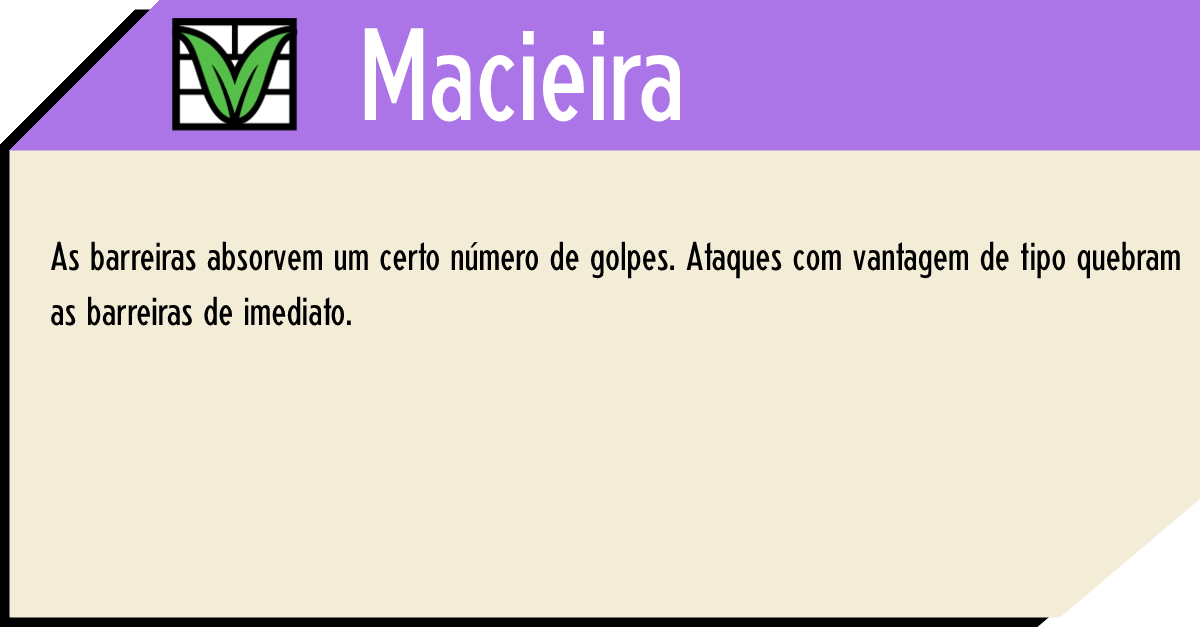 Macieira
As barreiras absorvem um certo número de golpes. Ataques com vantagem de tipo quebram
as barreiras de imediato.